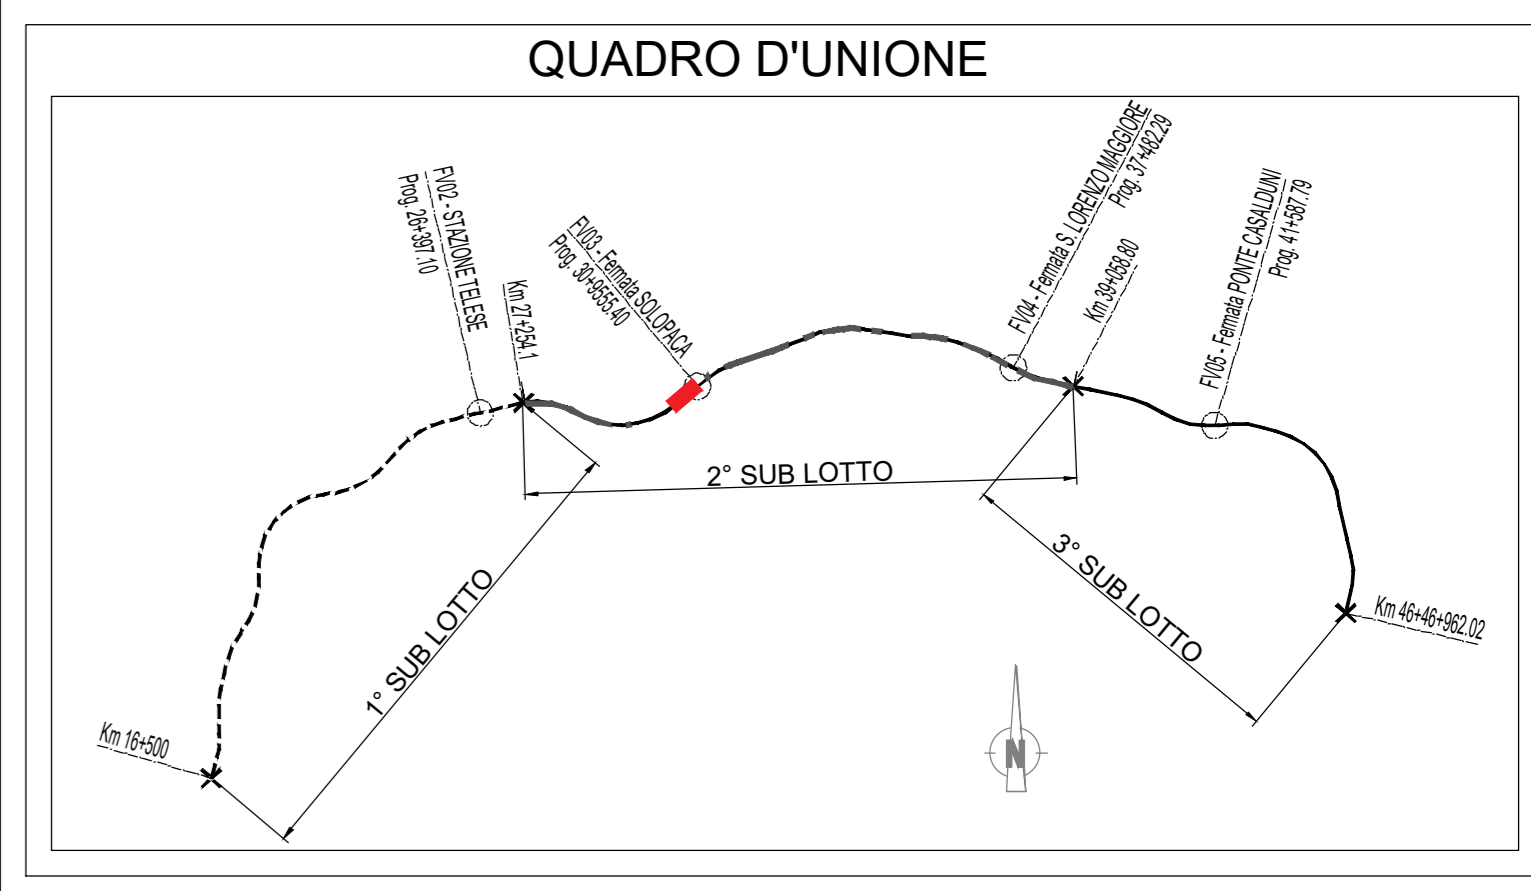 QUADRO D'UNIONE
FV02 - STAZIONE TELESE
Prog. 26+397.10
Km 27+254.1
FV03 - Fermata SOLOPACA
Prog. 30+9555.40
FV04 - Fermata S. LORENZO MAGGIORE
Prog. 37+482.29
Km 39+058.80
FV05 - Fermata PONTE CASALDUNI
Prog. 41+587.79
2° SUB LOTTO
1° SUB LOTTO
3° SUB LOTTO
Km 46+46+962.02
Km 16+500
N